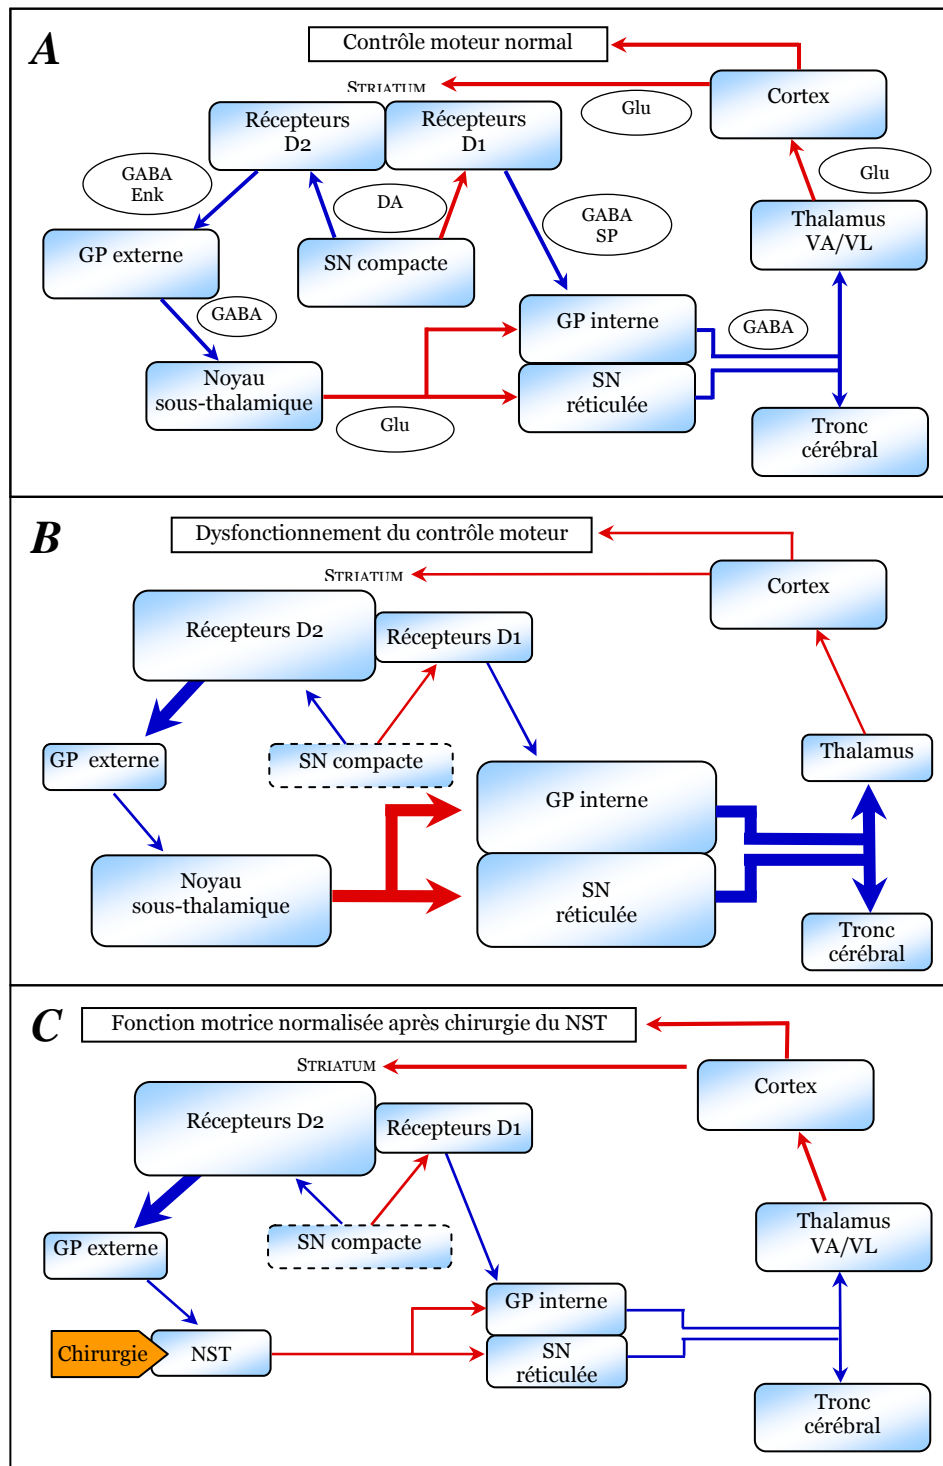 A
Contrôle moteur normal
STRIATUM
Cortex
Glu
Récepteurs
D2
Récepteurs
D1
GABA
Enk
DA
Glu
GABA
SP
Thalamus
VA/VL
GP externe
SN compacte
GABA
GP interne
GABA
Noyau
sous-thalamique
SN
réticulée
Glu
Tronc
cérébral
B
Dysfonctionnement du contrôle moteur
STRIATUM
Cortex
Récepteurs D2
Récepteurs D1
GP externe
SN compacte
Thalamus
GP interne
Noyau
sous-thalamique
SN
réticulée
Tronc
cérébral
C
Fonction motrice normalisée après chirurgie du NST
STRIATUM
Cortex
Récepteurs D2
Récepteurs D1
GP externe
SN compacte
Thalamus
VA/VL
GP interne
Chirurgie
NST
SN
réticulée
Tronc
cérébral